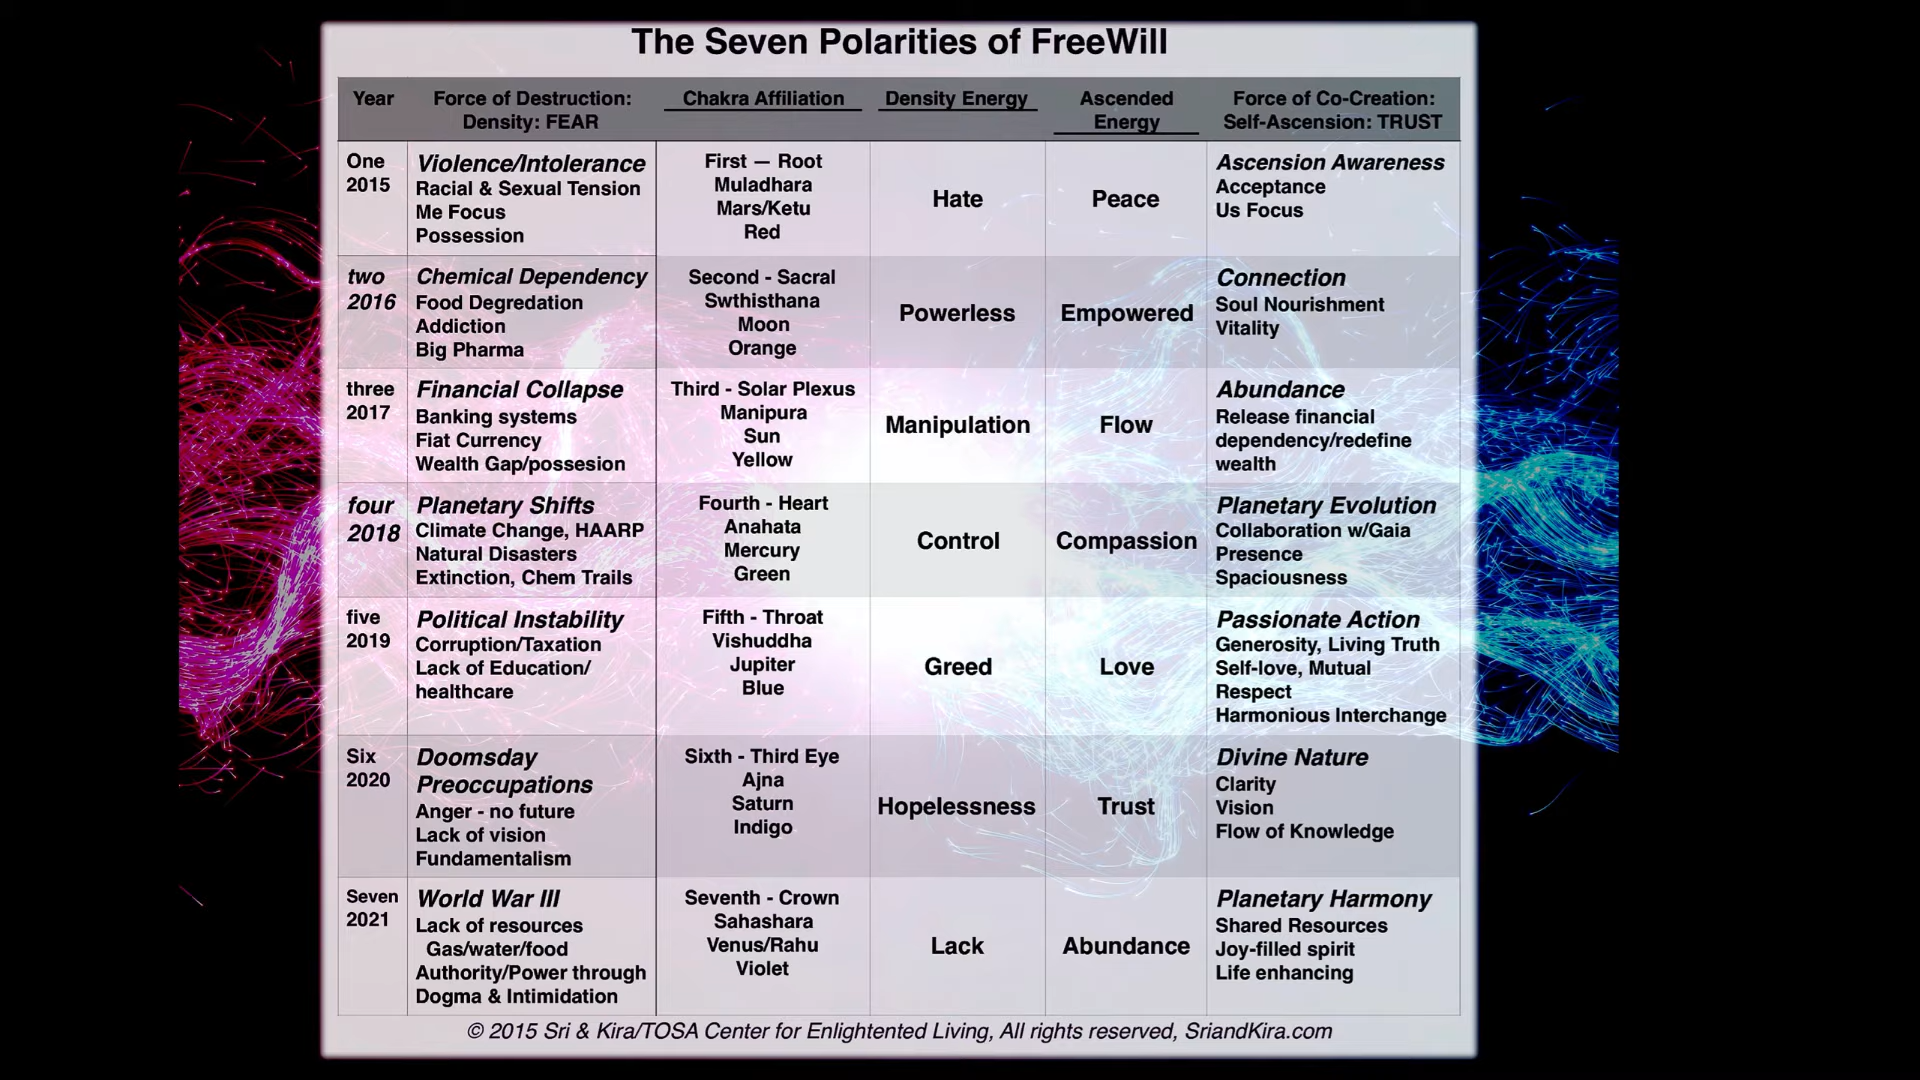 The Seven Polarities of FreeWill
Year
Force of Destruction:
Density: FEAR
Chakra Affiliation
Density Energy
Ascended
Energy
Force of Co-Creation:
Self-Ascension: TRUST
One
2015
Violence/Intolerance
Racial & Sexual Tension
Me Focus
Possession
First — Root
Muladhara
Mars/Ketu
Red
Hate
Peace
Ascension Awareness
Acceptance
Us Focus
two
2016
Chemical Dependency
Food Degredation
Addiction
Big Pharma
Second - Sacral
Swthisthana
Moon
Orange
Powerless
Empowered
Connection
Soul Nourishment
Vitality
three
2017
Financial Collapse
Banking systems
Fiat Currency
Wealth Gap/possesion
Third - Solar Plexus
Manipura
Sun
Yellow
Manipulation
Flow
Abundance
Release financial
dependency/redefine
wealth
four
2018
Planetary Shifts
Climate Change, HAARP
Natural Disasters
Extinction, Chem Trails
Fourth - Heart
Anahata
Mercury
Green
Control
Compassion
Planetary Evolution
Collaboration w/Gaia
Presence
Spaciousness
five
2019
Political Instability
Corruption/Taxation
Lack of Education/
healthcare
Fifth - Throat
Vishuddha
Jupiter
Blue
Greed
Love
Passionate Action
Generosity, Living Truth
Self-love, Mutual
Respect
Harmonious Interchange
Six
2020
Doomsday
Preoccupations
Anger - no future
Lack of vision
Fundamentalism
Sixth - Third Eye
Ajna
Saturn
Indigo
Hopelessness
Trust
Divine Nature
Clarity
Vision
Flow of Knowledge
Seven
2021
World War III
Lack of resources
Gas/water/food
Authority/Power through
Dogma & Intimidation
Seventh - Crown
Sahashara
Venus/Rahu
Violet
Lack
Abundance
Planetary Harmony
Shared Resources
Joy-filled spirit
Life enhancing
© 2015 Sri & Kira/TOSA Center for Enlightented Living, All rights reserved, SriandKira.com